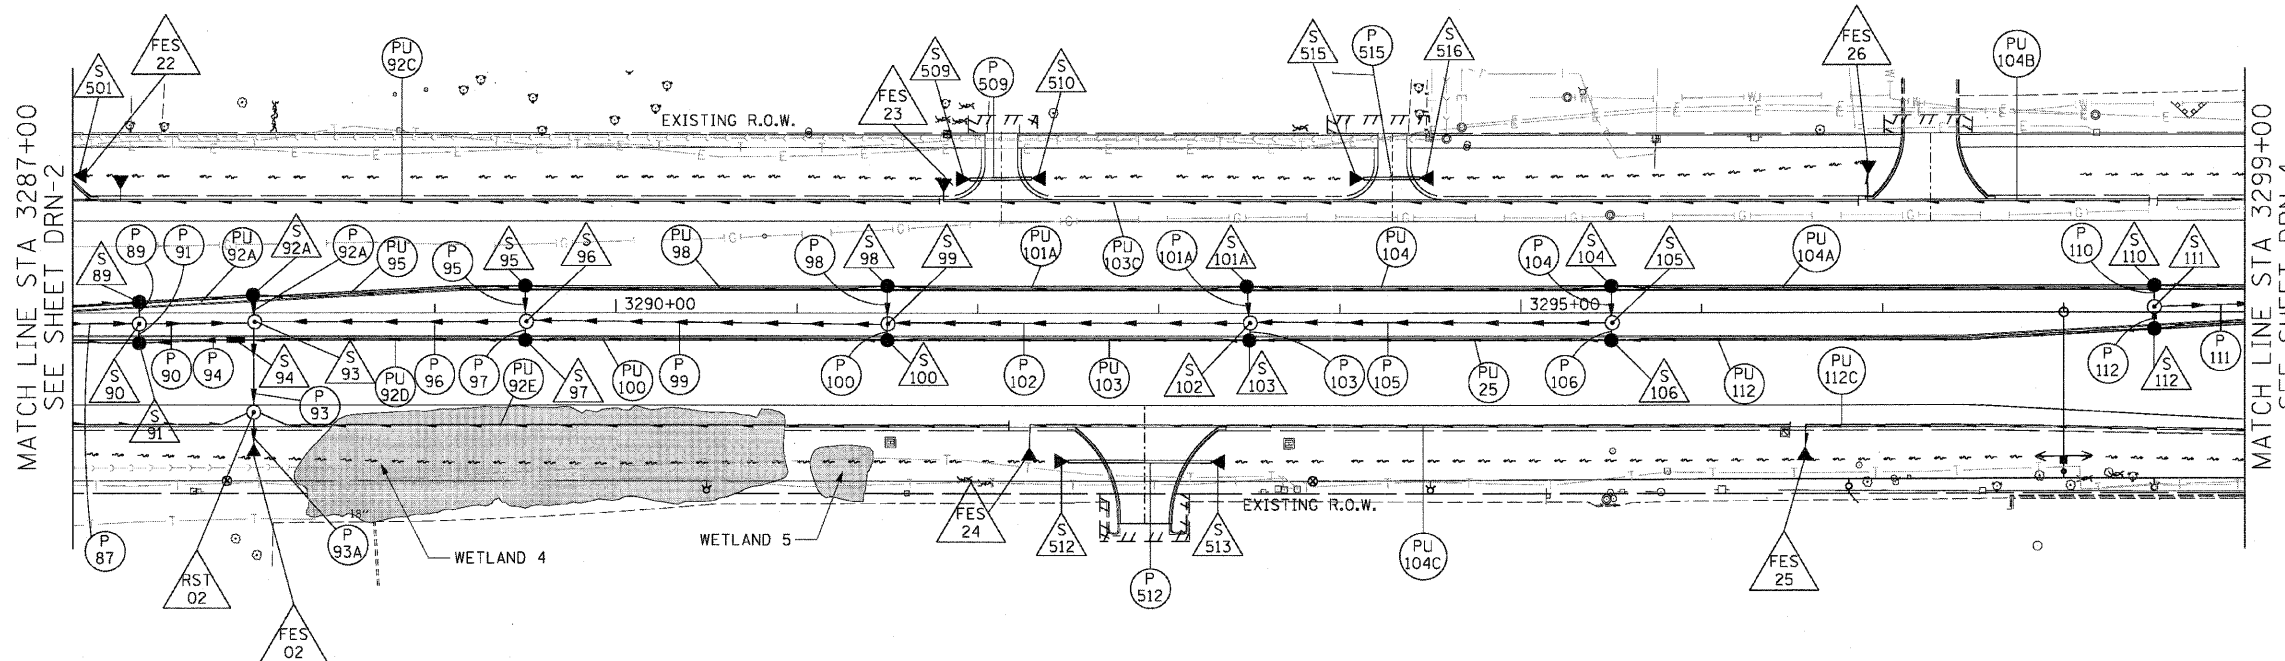 MATCH LINE STA 3287+00
SEE SHEET DRN-2
S 501
FES 22
PU 92C
FES 23
S 509
P 509
S 510
S 515
P 515
S 516
FES 26
PU 104B
EXISTING R.O.W.
S 89
P 89
P 91
PU 92A
S 92A
P 92A
PU 95
P 95
S 95
S 96
PU 98
P 98
S 98
S 99
PU 101A
PU 103C
P 101A
S 101A
PU 104
P 104
S 104
S 105
PU 104A
P 110
S 110
S 111
3290+00
3295+00
S 90
S 91
P 90
P 94
S 94
S 93
P 93
PU 92D
P 96
P 97
PU 92E
S 97
PU 100
P 99
P 100
S 100
P 102
PU 103
S 102
S 103
P 103
P 105
PU 25
P 106
S 106
PU 112
PU 112C
P 112
S 112
P 111
P 87
RST 02
FES 02
P 93A
18"
WETLAND 4
WETLAND 5
FES 24
S 512
P 512
S 513
EXISTING R.O.W.
PU 104C
FES 25
MATCH LINE STA 3299+00